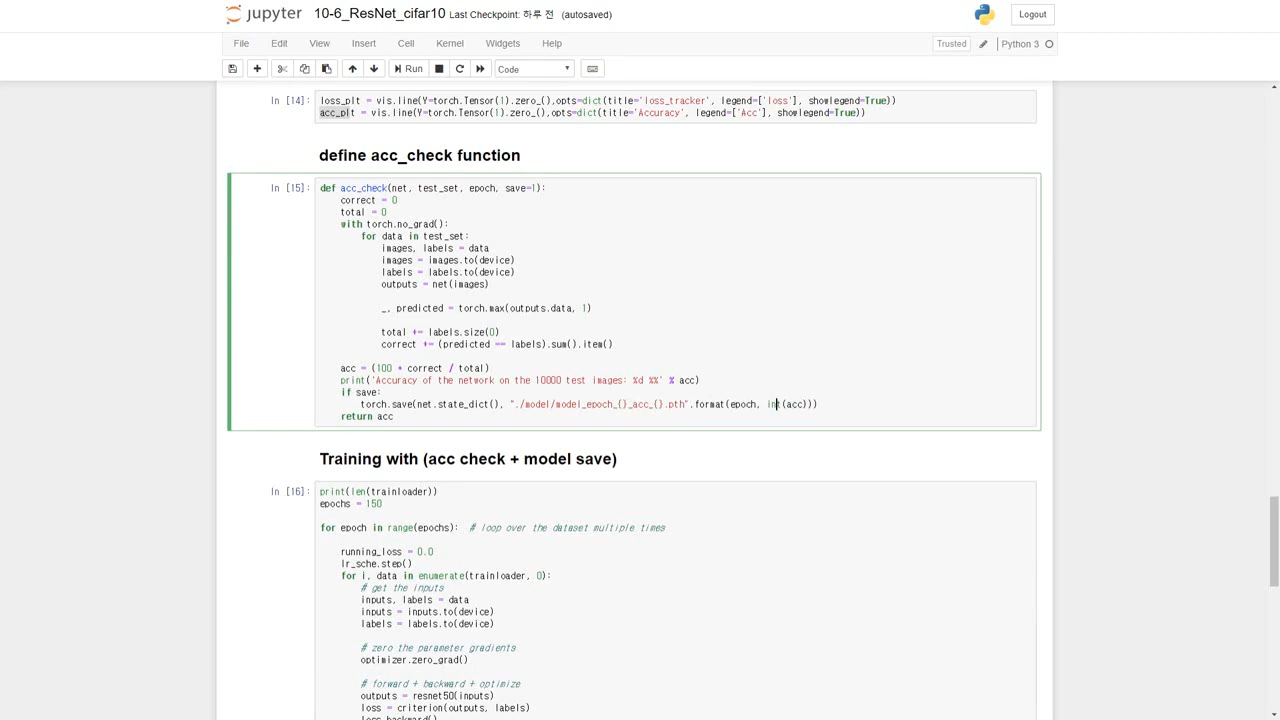 jupyter 10-6_ResNet_cifar10 Last Checkpoint: 하루 전 (autosaved) Logout
File Edit View Insert Cell Kernel Widgets Help Trusted Python 3
Run Code
In [14]: loss_plt = vis.line(Y=torch.Tensor(1).zero_(),opts=dict(title='loss_tracker', legend=['loss'], showlegend=True))
acc_plt = vis.line(Y=torch.Tensor(1).zero_(),opts=dict(title='Accuracy', legend=['Acc'], showlegend=True))
define acc_check function
In [15]: def acc_check(net, test_set, epoch, save=1):
correct = 0
total = 0
with torch.no_grad():
for data in test_set:
images, labels = data
images = images.to(device)
labels = labels.to(device)
outputs = net(images)
_, predicted = torch.max(outputs.data, 1)
total += labels.size(0)
correct += (predicted == labels).sum().item()
acc = (100 * correct / total)
print('Accuracy of the network on the 10000 test images: %d %%' % acc)
if save:
torch.save(net.state_dict(), "./model/model_epoch_{}_acc_{}.pth".format(epoch, int(acc)))
return acc
Training with (acc check + model save)
In [16]: print(len(trainloader))
epochs = 150
for epoch in range(epochs): # loop over the dataset multiple times
running_loss = 0.0
lr_sche.step()
for i, data in enumerate(trainloader, 0):
# get the inputs
inputs, labels = data
inputs = inputs.to(device)
labels = labels.to(device)
# zero the parameter gradients
optimizer.zero_grad()
# forward + backward + optimize
outputs = resnet50(inputs)
loss = criterion(outputs, labels)
loss.backward()